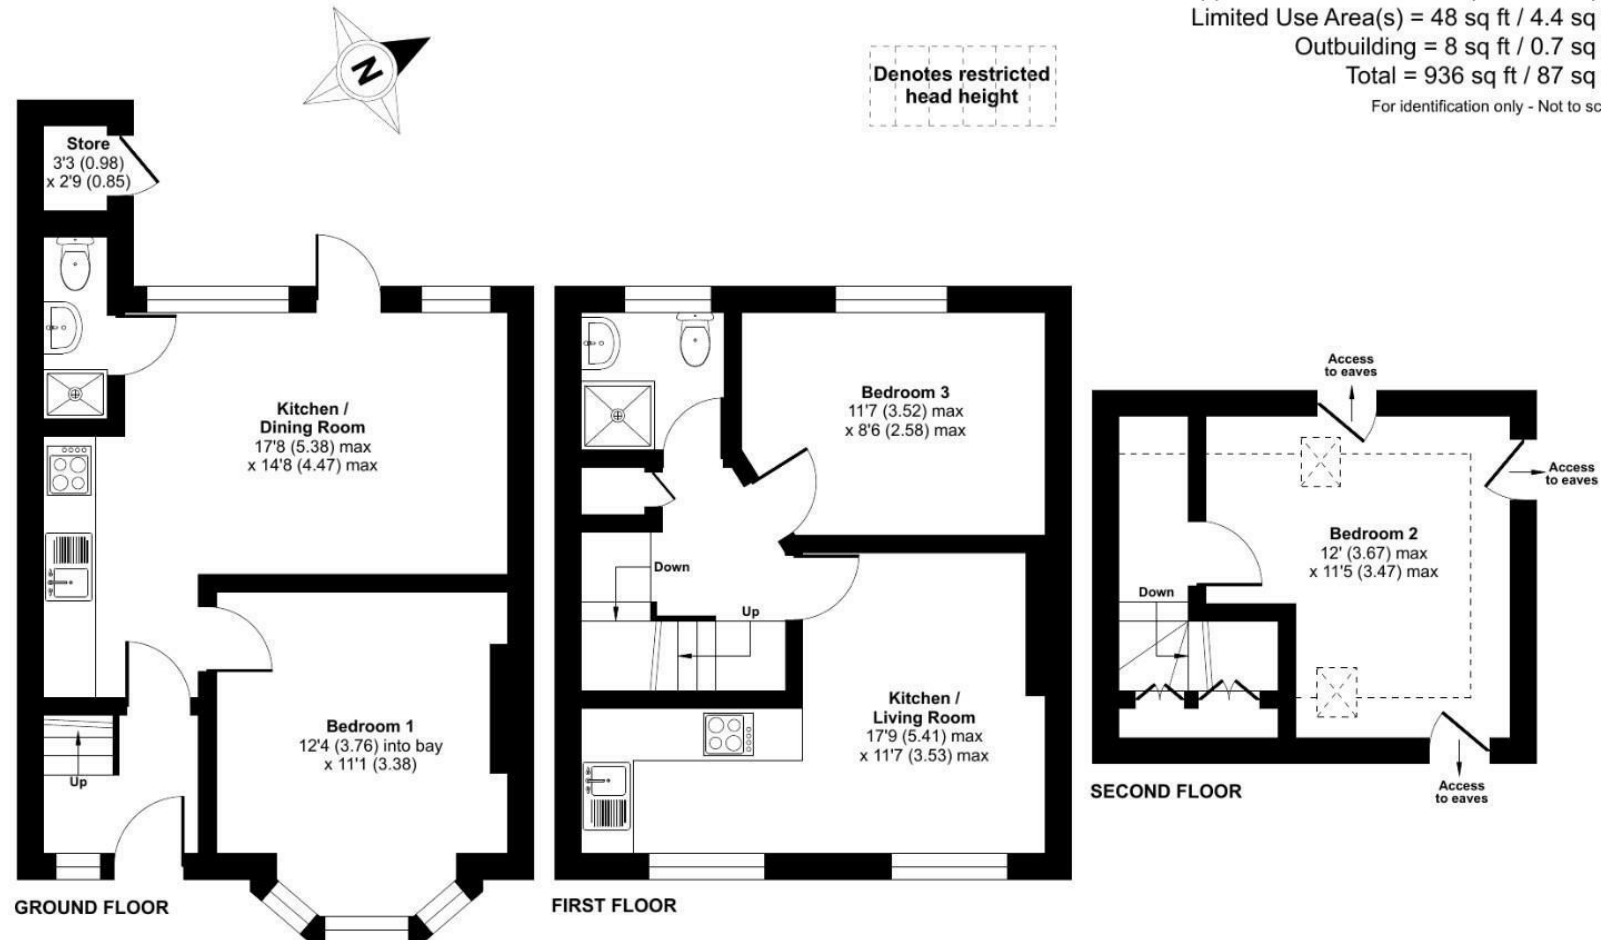 Limited Use Area(s) = 48 sq ft / 4.4 sq
Outbuilding = 8 sq ft / 0.7 sq
Total = 936 sq ft / 87 sq
For identification only - Not to sc
N
Denotes restricted
head height
Store
3'3 (0.98)
x 2'9 (0.85)
Kitchen /
Dining Room
17'8 (5.38) max
x 14'8 (4.47) max
Bedroom 1
12'4 (3.76) into bay
x 11'1 (3.38)
Up
GROUND FLOOR
Bedroom 3
11'7 (3.52) max
x 8'6 (2.58) max
Down
Up
Kitchen /
Living Room
17'9 (5.41) max
x 11'7 (3.53) max
FIRST FLOOR
Access
to eaves
Access
to eaves
Bedroom 2
12' (3.67) max
x 11'5 (3.47) max
Down
Access
to eaves
SECOND FLOOR